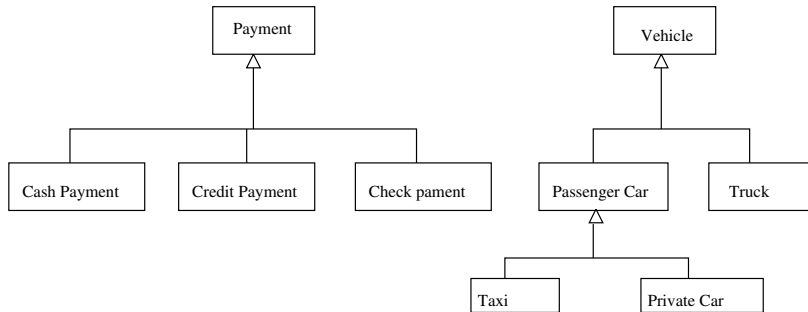 Payment
Vehicle
Cash Payment
Credit Payment
Check pament
Passenger Car
Truck
Taxi
Private Car